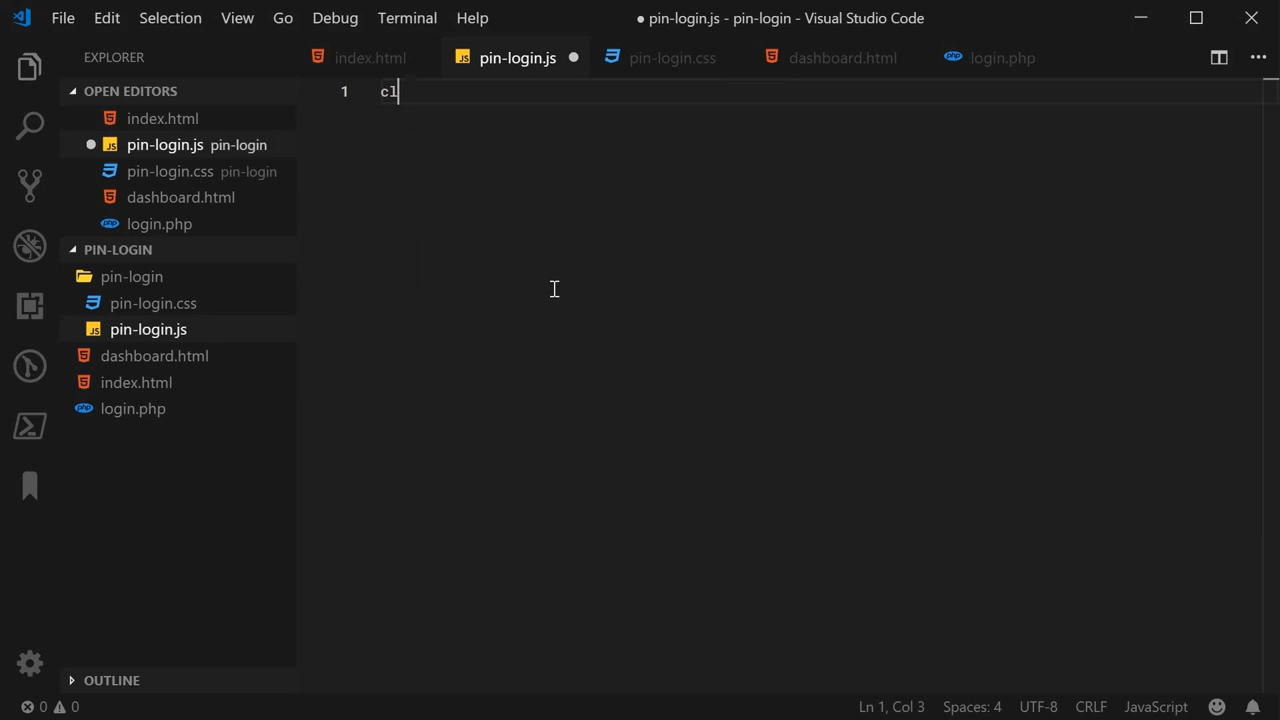 File Edit Selection View Go Debug Terminal Help
● pin-login.js - pin-login - Visual Studio Code
EXPLORER
index.html pin-login.js pin-login.css dashboard.html login.php
OPEN EDITORS
index.html
pin-login.js pin-login
pin-login.css pin-login
dashboard.html
login.php
PIN-LOGIN
pin-login
pin-login.css
pin-login.js
dashboard.html
index.html
login.php
OUTLINE
1 cl
0 0
Ln 1, Col 3 Spaces: 4 UTF-8 CRLF JavaScript